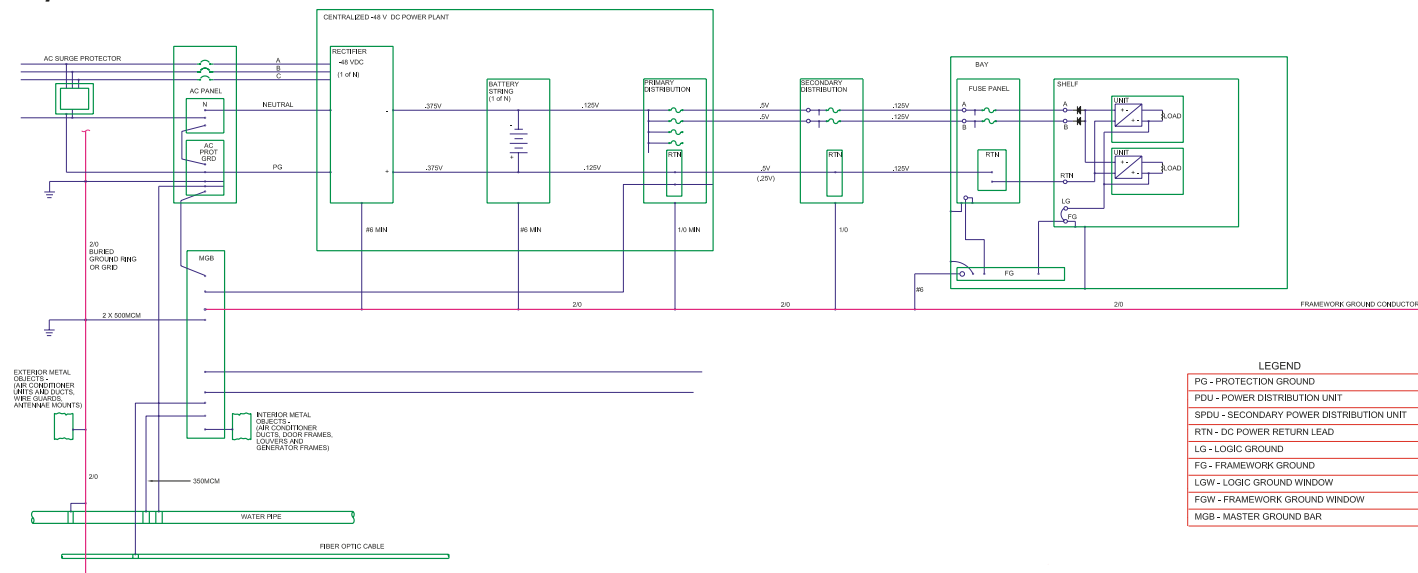 CENTRALIZED -48 V DC POWER PLANT
AC SURGE PROTECTOR
A
B
C
RECTIFIER
-48 VDC
(1 of N)
AC PANEL
N
NEUTRAL
AC
PROT
GRD
PG
-
+
.375V
.375V
BATTERY
STRING
(1 of N)
-
+
.125V
.125V
PRIMARY
DISTRIBUTION
RTN
.5V
.5V
.5V
(.25V)
SECONDARY
DISTRIBUTION
RTN
.125V
.125V
.125V
BAY
FUSE PANEL
A
B
RTN
SHELF
A
B
RTN
LG
FG
UNIT
+ -
+ -
LOAD
UNIT
+ -
+ -
LOAD
FG
#6 MIN
#6 MIN
1/0 MIN
1/0
#6
2/0
BURIED
GROUND RING
OR GRID
MGB
2/0
2/0
2/0
FRAMEWORK GROUND CONDUCTOR
2 X 500MCM
EXTERIOR METAL
OBJECTS -
(AIR CONDITIONER
UNITS AND DUCTS,
WIRE GUARDS,
ANTENNAE MOUNTS)
INTERIOR METAL
OBJECTS -
(AIR CONDITIONER
DUCTS, DOOR FRAMES,
LOUVERS AND
GENERATOR FRAMES)
2/0
350MCM
WATER PIPE
FIBER OPTIC CABLE
LEGEND
PG - PROTECTION GROUND
PDU - POWER DISTRIBUTION UNIT
SPDU - SECONDARY POWER DISTRIBUTION UNIT
RTN - DC POWER RETURN LEAD
LG - LOGIC GROUND
FG - FRAMEWORK GROUND
LGW - LOGIC GROUND WINDOW
FGW - FRAMEWORK GROUND WINDOW
MGB - MASTER GROUND BAR